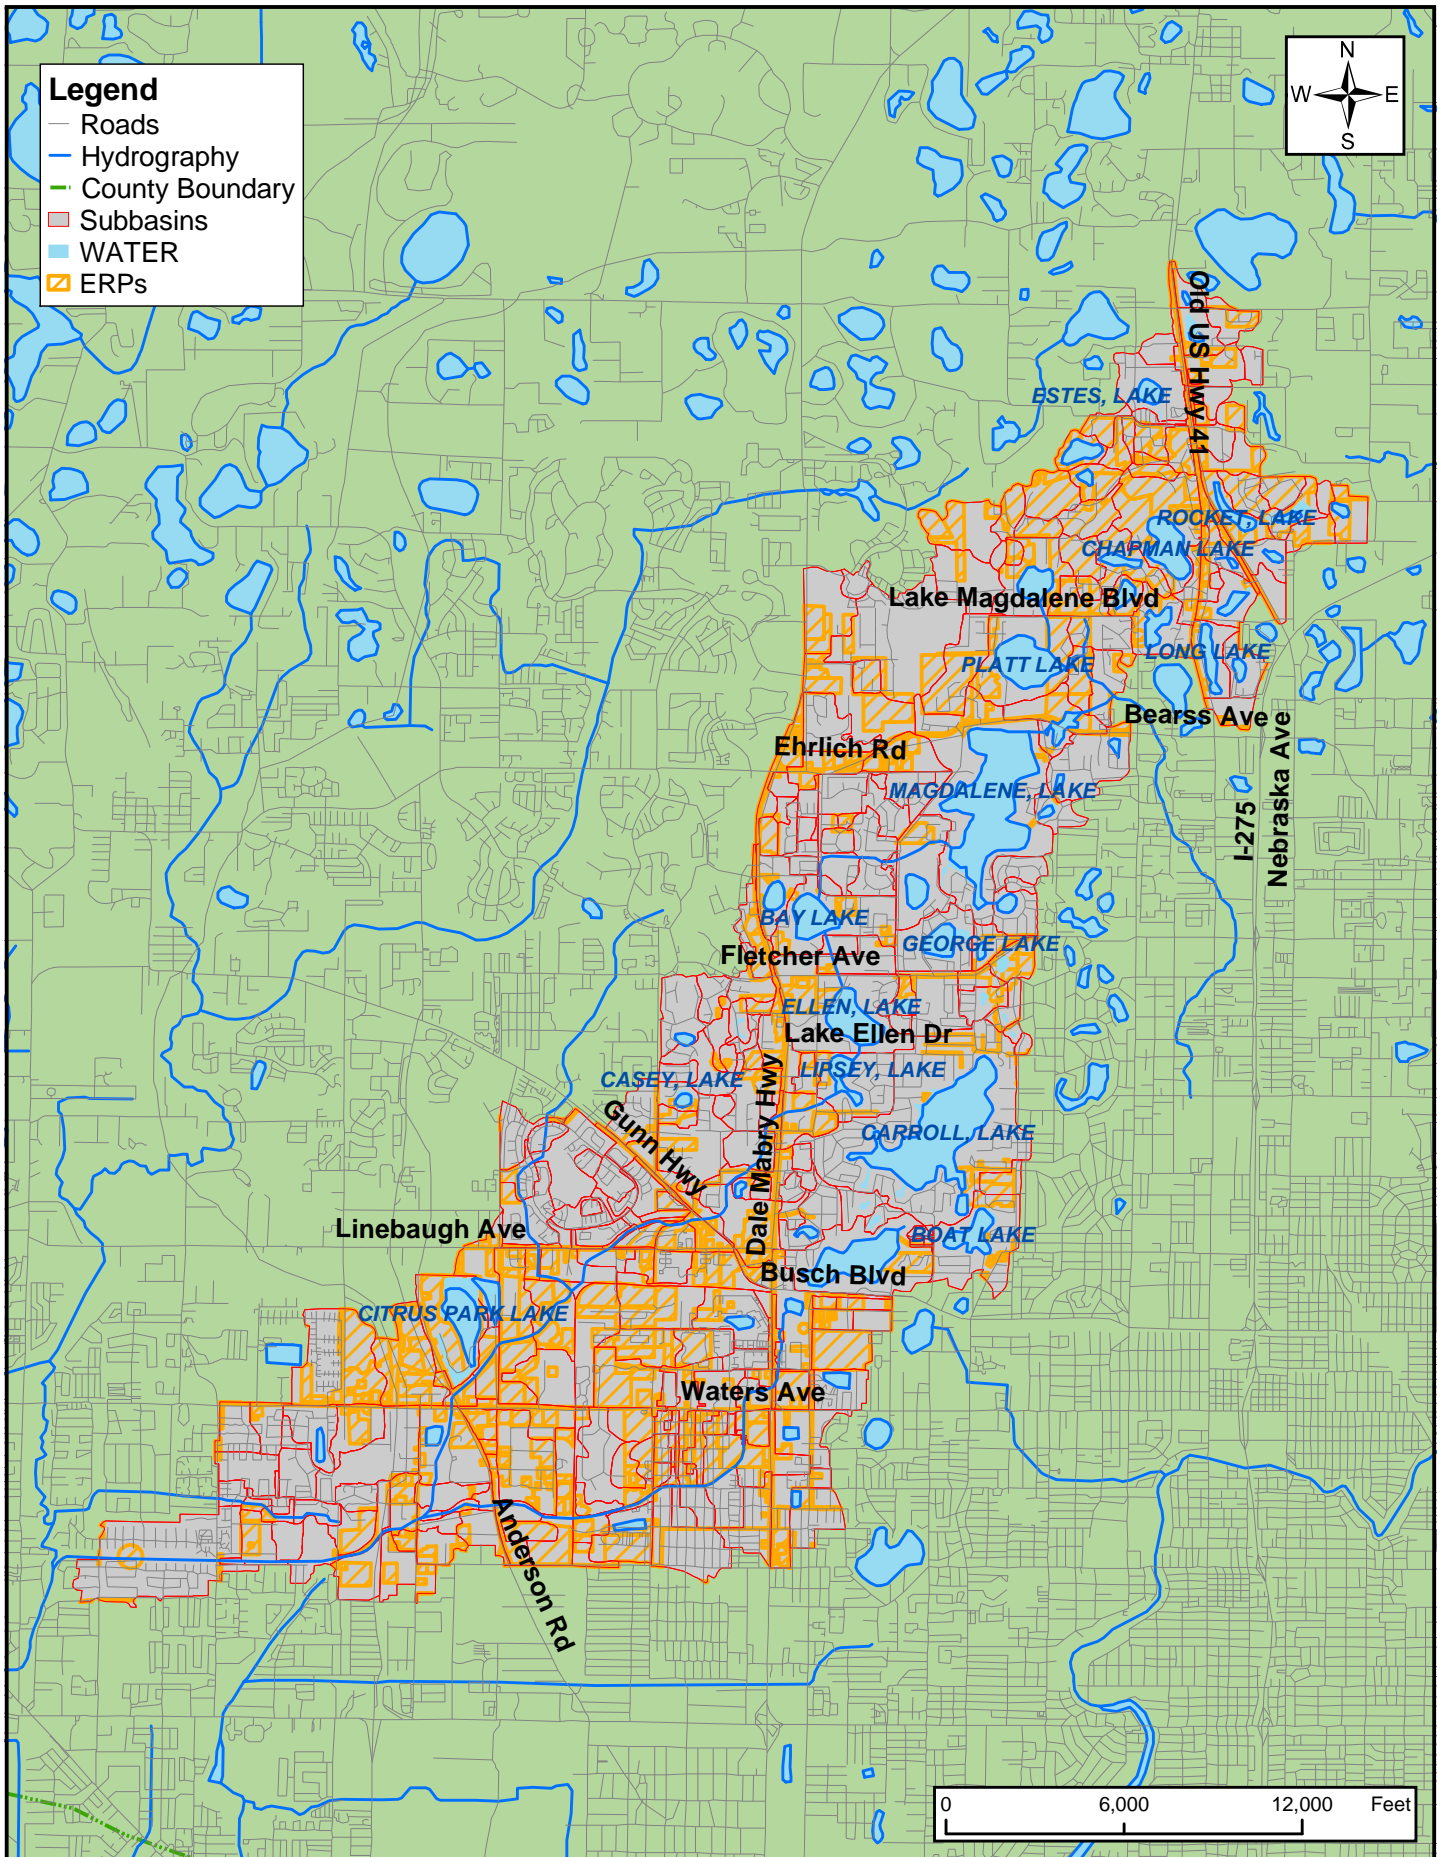 Legend
Roads
Hydrography
County Boundary
Subbasins
WATER
ERPs
N
W E
S
Old US Hwy 41
ESTES, LAKE
ROCKET, LAKE
CHAPMAN LAKE
Lake Magdalene Blvd
LONG LAKE
PLATT LAKE
Bearss Ave
Ehrlich Rd
Nebraska Ave
I-275
MAGDALENE, LAKE
BAY LAKE
GEORGE LAKE
Fletcher Ave
ELLEN, LAKE
Lake Ellen Dr
LIPSEY, LAKE
CASEY, LAKE
Gunn Hwy
Dale Mabry Hwy
CARROLL, LAKE
Linebaugh Ave
BOAT LAKE
Busch Blvd
CITRUS PARK LAKE
Waters Ave
Anderson Rd
0 6,000 12,000 Feet